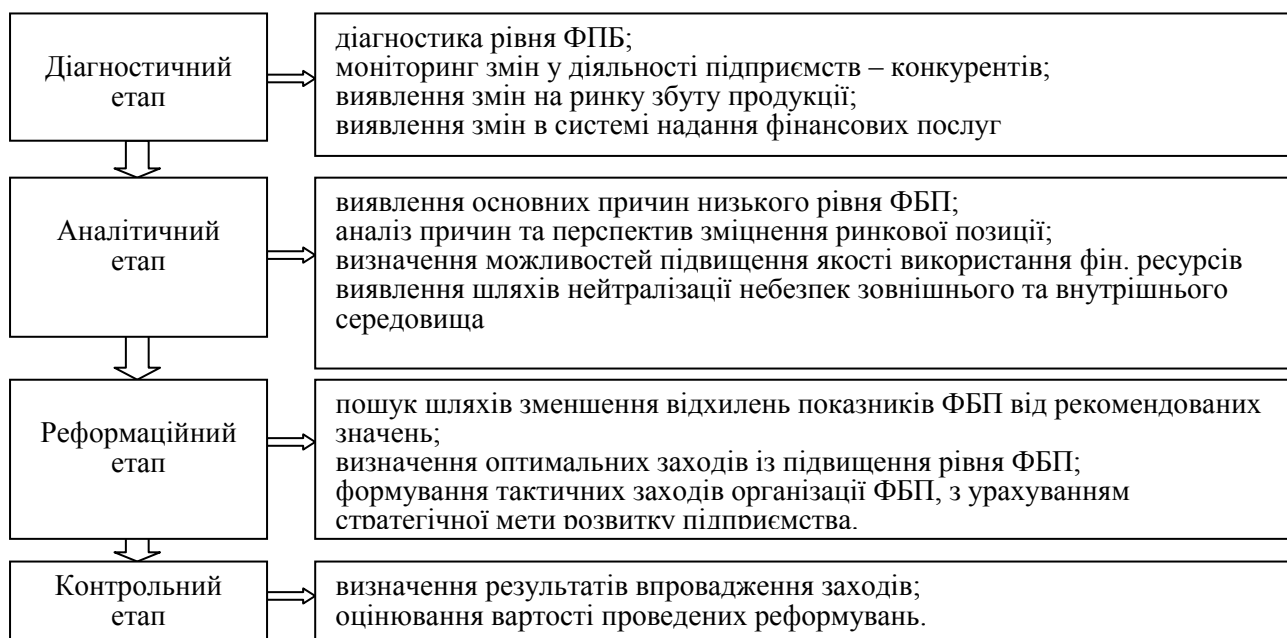 Діагностичний
етап
діагностика рівня ФПБ;
моніторинг змін у діяльності підприємств – конкурентів;
виявлення змін на ринку збуту продукції;
виявлення змін в системі надання фінансових послуг
Аналітичний
етап
виявлення основних причин низького рівня ФБП;
аналіз причин та перспектив зміцнення ринкової позиції;
визначення можливостей підвищення якості використання фін. ресурсів
виявлення шляхів нейтралізації небезпек зовнішнього та внутрішнього
середовища
Реформаційний
етап
пошук шляхів зменшення відхилень показників ФБП від рекомендованих
значень;
визначення оптимальних заходів із підвищення рівня ФБП;
формування тактичних заходів організації ФБП, з урахуванням
стратегічної мети розвитку підприємства.
Контрольний
етап
визначення результатів впровадження заходів;
оцінювання вартості проведених реформувань.